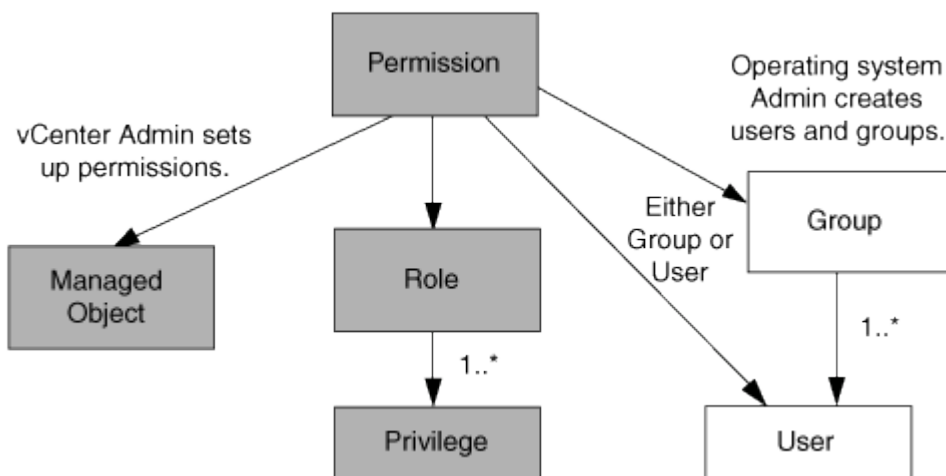 Permission
Operating system
Admin creates
users and groups.
vCenter Admin sets
up permissions.
Either
Group or
User
Group
Managed
Object
Role
1..*
1..*
Privilege
User